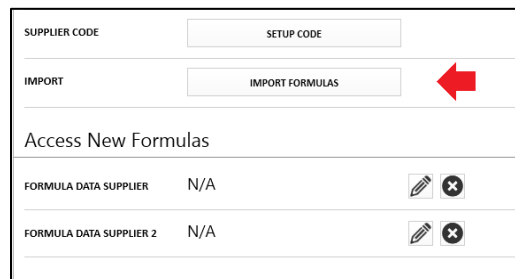 SUPPLIER CODE SETUP CODE
IMPORT IMPORT FORMULAS
Access New Formulas
FORMULA DATA SUPPLIER N/A
FORMULA DATA SUPPLIER 2 N/A